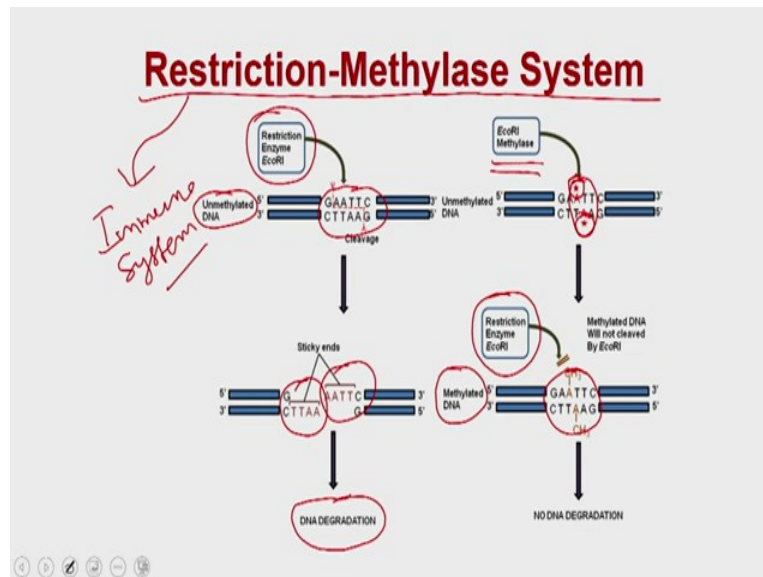 Restriction-Methylase System
Restriction
Enzyme
EcoRI
EcoRI
Methylase
Immune
System
Unmethylated
DNA
5'
3'
GAATTC
CTTAAG
3'
5'
Cleavage
Unmethylated
DNA
5'
3'
GAATTC
CTTAAG
3'
5'
Sticky ends
5'
3'
G
CTTAA
AATTC
G
3'
5'
DNA DEGRADATION
Restriction
Enzyme
EcoRI
Methylated DNA
Will not cleaved
By EcoRI
Methylated
DNA
CH3
5'
3'
GAATTC
CTTAAG
3'
5'
CH3
NO DNA DEGRADATION